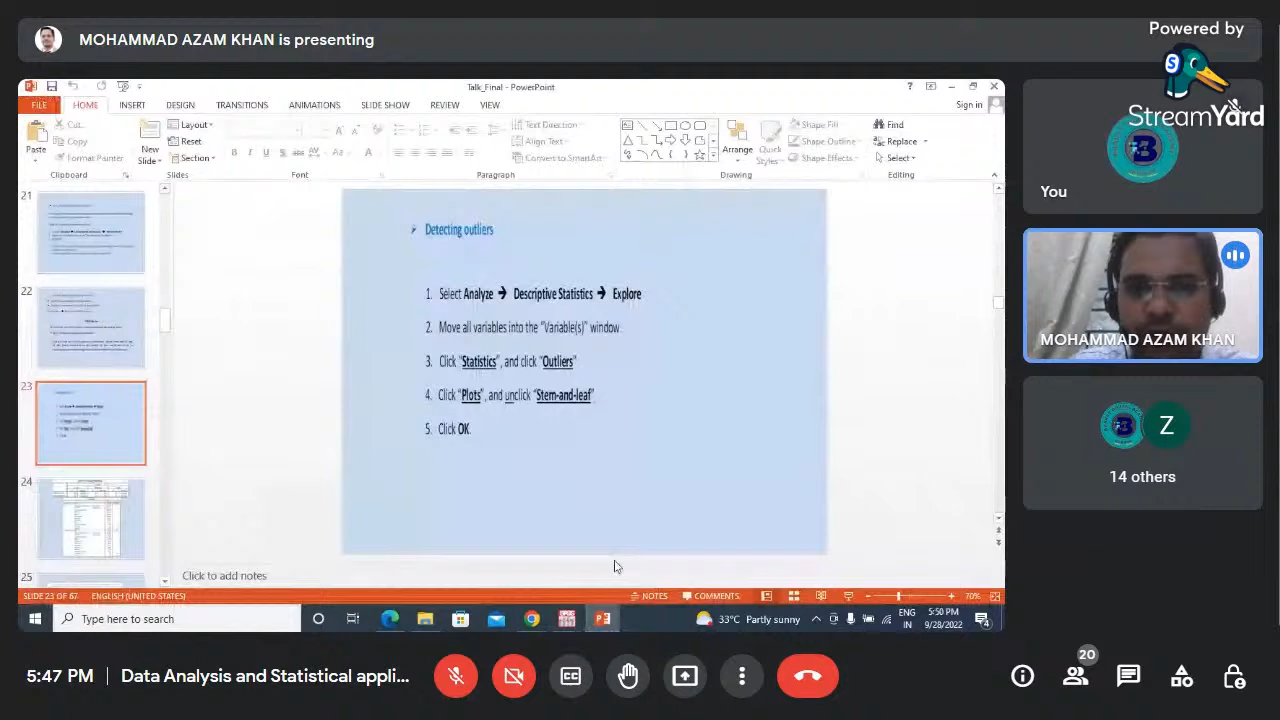 MOHAMMAD AZAM KHAN is presenting
Powered by
StreamYard
Talk_Final - PowerPoint
Sign in
FILE HOME INSERT DESIGN TRANSITIONS ANIMATIONS SLIDE SHOW REVIEW VIEW
Paste
Cut
Copy
Format Painter
Clipboard
New
Slide
Layout
Reset
Section
Slides
Font
Text Direction
Align Text
Convert to SmartArt
Paragraph
Arrange
Quick
Styles
Shape Fill
Shape Outline
Shape Effects
Drawing
Find
Replace
Select
Editing
21
22
23
24
25
Detecting outliers
1. Select Analyze → Descriptive Statistics → Explore
2. Move all variables into the "Variable(s)" window
3. Click "Statistics", and click "Outliers"
4. Click "Plots", and unclick "Stem-and-leaf"
5. Click OK.
Click to add notes
SLIDE 23 OF 67 ENGLISH (UNITED STATES)
NOTES COMMENTS 70%
Type here to search
33°C Partly sunny
ENG
IN
5:50 PM
9/28/2022
4
You
MOHAMMAD AZAM KHAN
Z
14 others
5:47 PM | Data Analysis and Statistical appli...
20